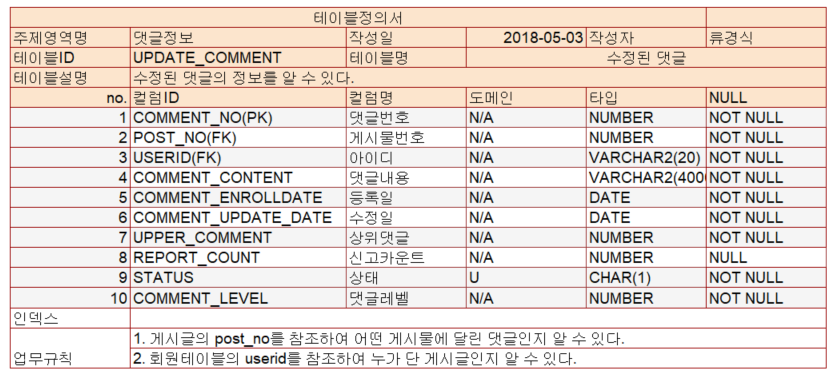 테이블정의서
주제영역명 댓글정보 작성일 2018-05-03 작성자 류경식
테이블ID UPDATE_COMMENT 테이블명 수정된 댓글
테이블설명 수정된 댓글의 정보를 알 수 있다.
no. 컬럼ID 컬럼명 도메인 타입 NULL
1 COMMENT_NO(PK) 댓글번호 N/A NUMBER NOT NULL
2 POST_NO(FK) 게시물번호 N/A NUMBER NOT NULL
3 USERID(FK) 아이디 N/A VARCHAR2(20) NOT NULL
4 COMMENT_CONTENT 댓글내용 N/A VARCHAR2(400 NOT NULL
5 COMMENT_ENROLLDATE 등록일 N/A DATE NOT NULL
6 COMMENT_UPDATE_DATE 수정일 N/A DATE NOT NULL
7 UPPER_COMMENT 상위댓글 N/A NUMBER NOT NULL
8 REPORT_COUNT 신고카운트 N/A NUMBER NULL
9 STATUS 상태 U CHAR(1) NOT NULL
10 COMMENT_LEVEL 댓글레벨 N/A NUMBER NOT NULL
인덱스
업무규칙
1. 게시글의 post_no를 참조하여 어떤 게시물에 달린 댓글인지 알 수 있다.
2. 회원테이블의 userid를 참조하여 누가 단 게시글인지 알 수 있다.